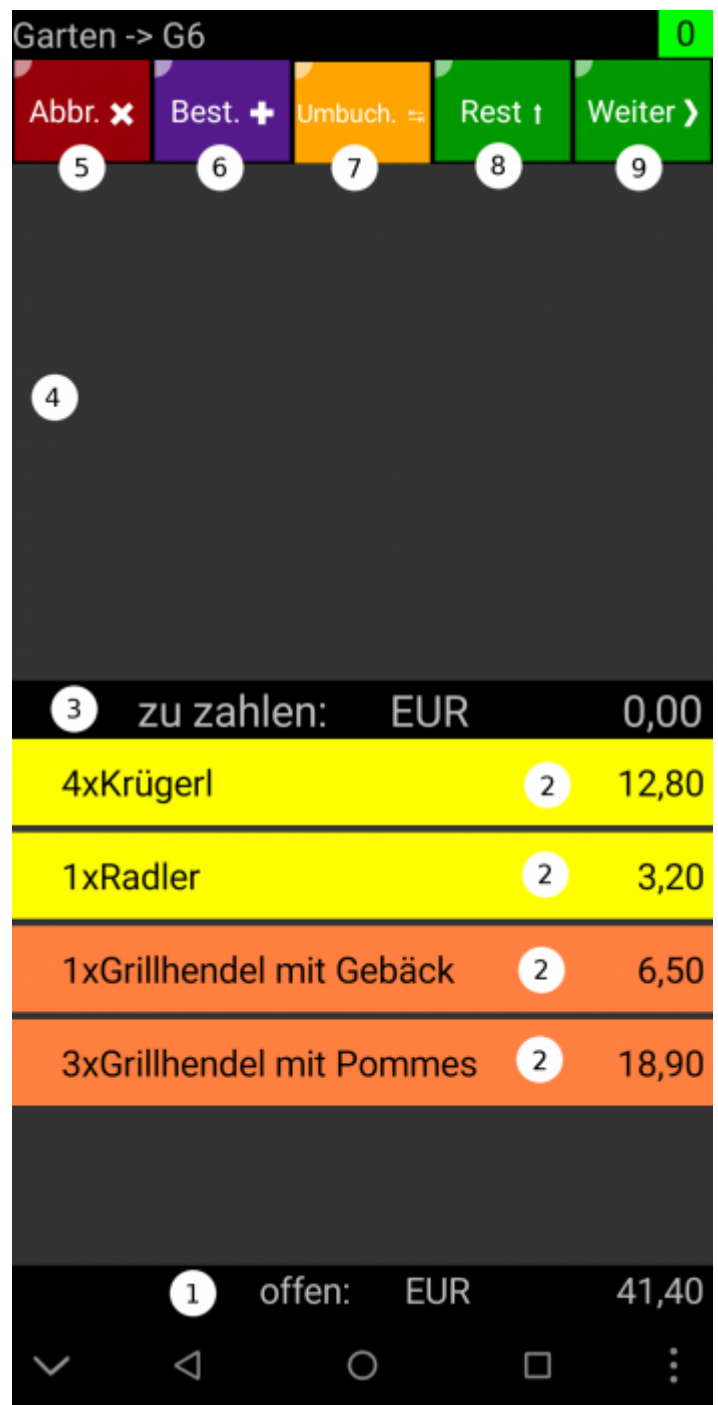 Garten -> G6 0
Abbr. ✖ Best. ✚ Umbuch. ⇆ Rest ↑ Weiter ❯
5 6 7 8 9
4
3 zu zahlen: EUR 0,00
4xKrügerl 2 12,80
1xRadler 2 3,20
1xGrillhendel mit Gebäck 2 6,50
3xGrillhendel mit Pommes 2 18,90
1 offen: EUR 41,40